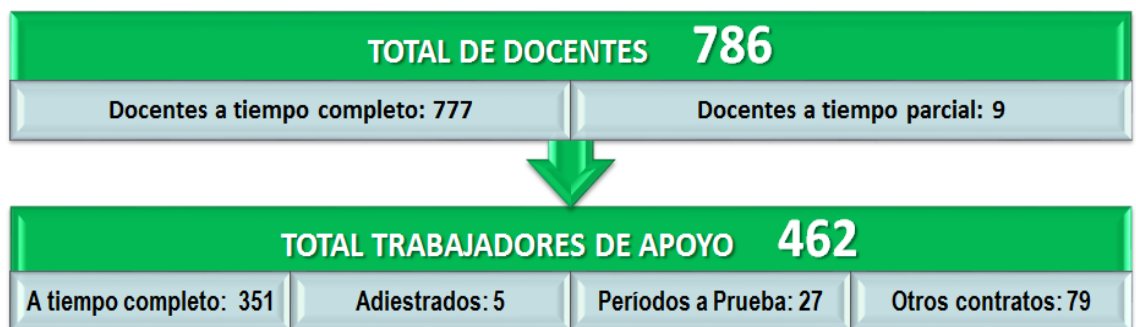 TOTAL DE DOCENTES 786
Docentes a tiempo completo: 777
Docentes a tiempo parcial: 9
TOTAL TRABAJADORES DE APOYO 462
A tiempo completo: 351
Adiestrados: 5
Períodos a Prueba: 27
Otros contratos: 79